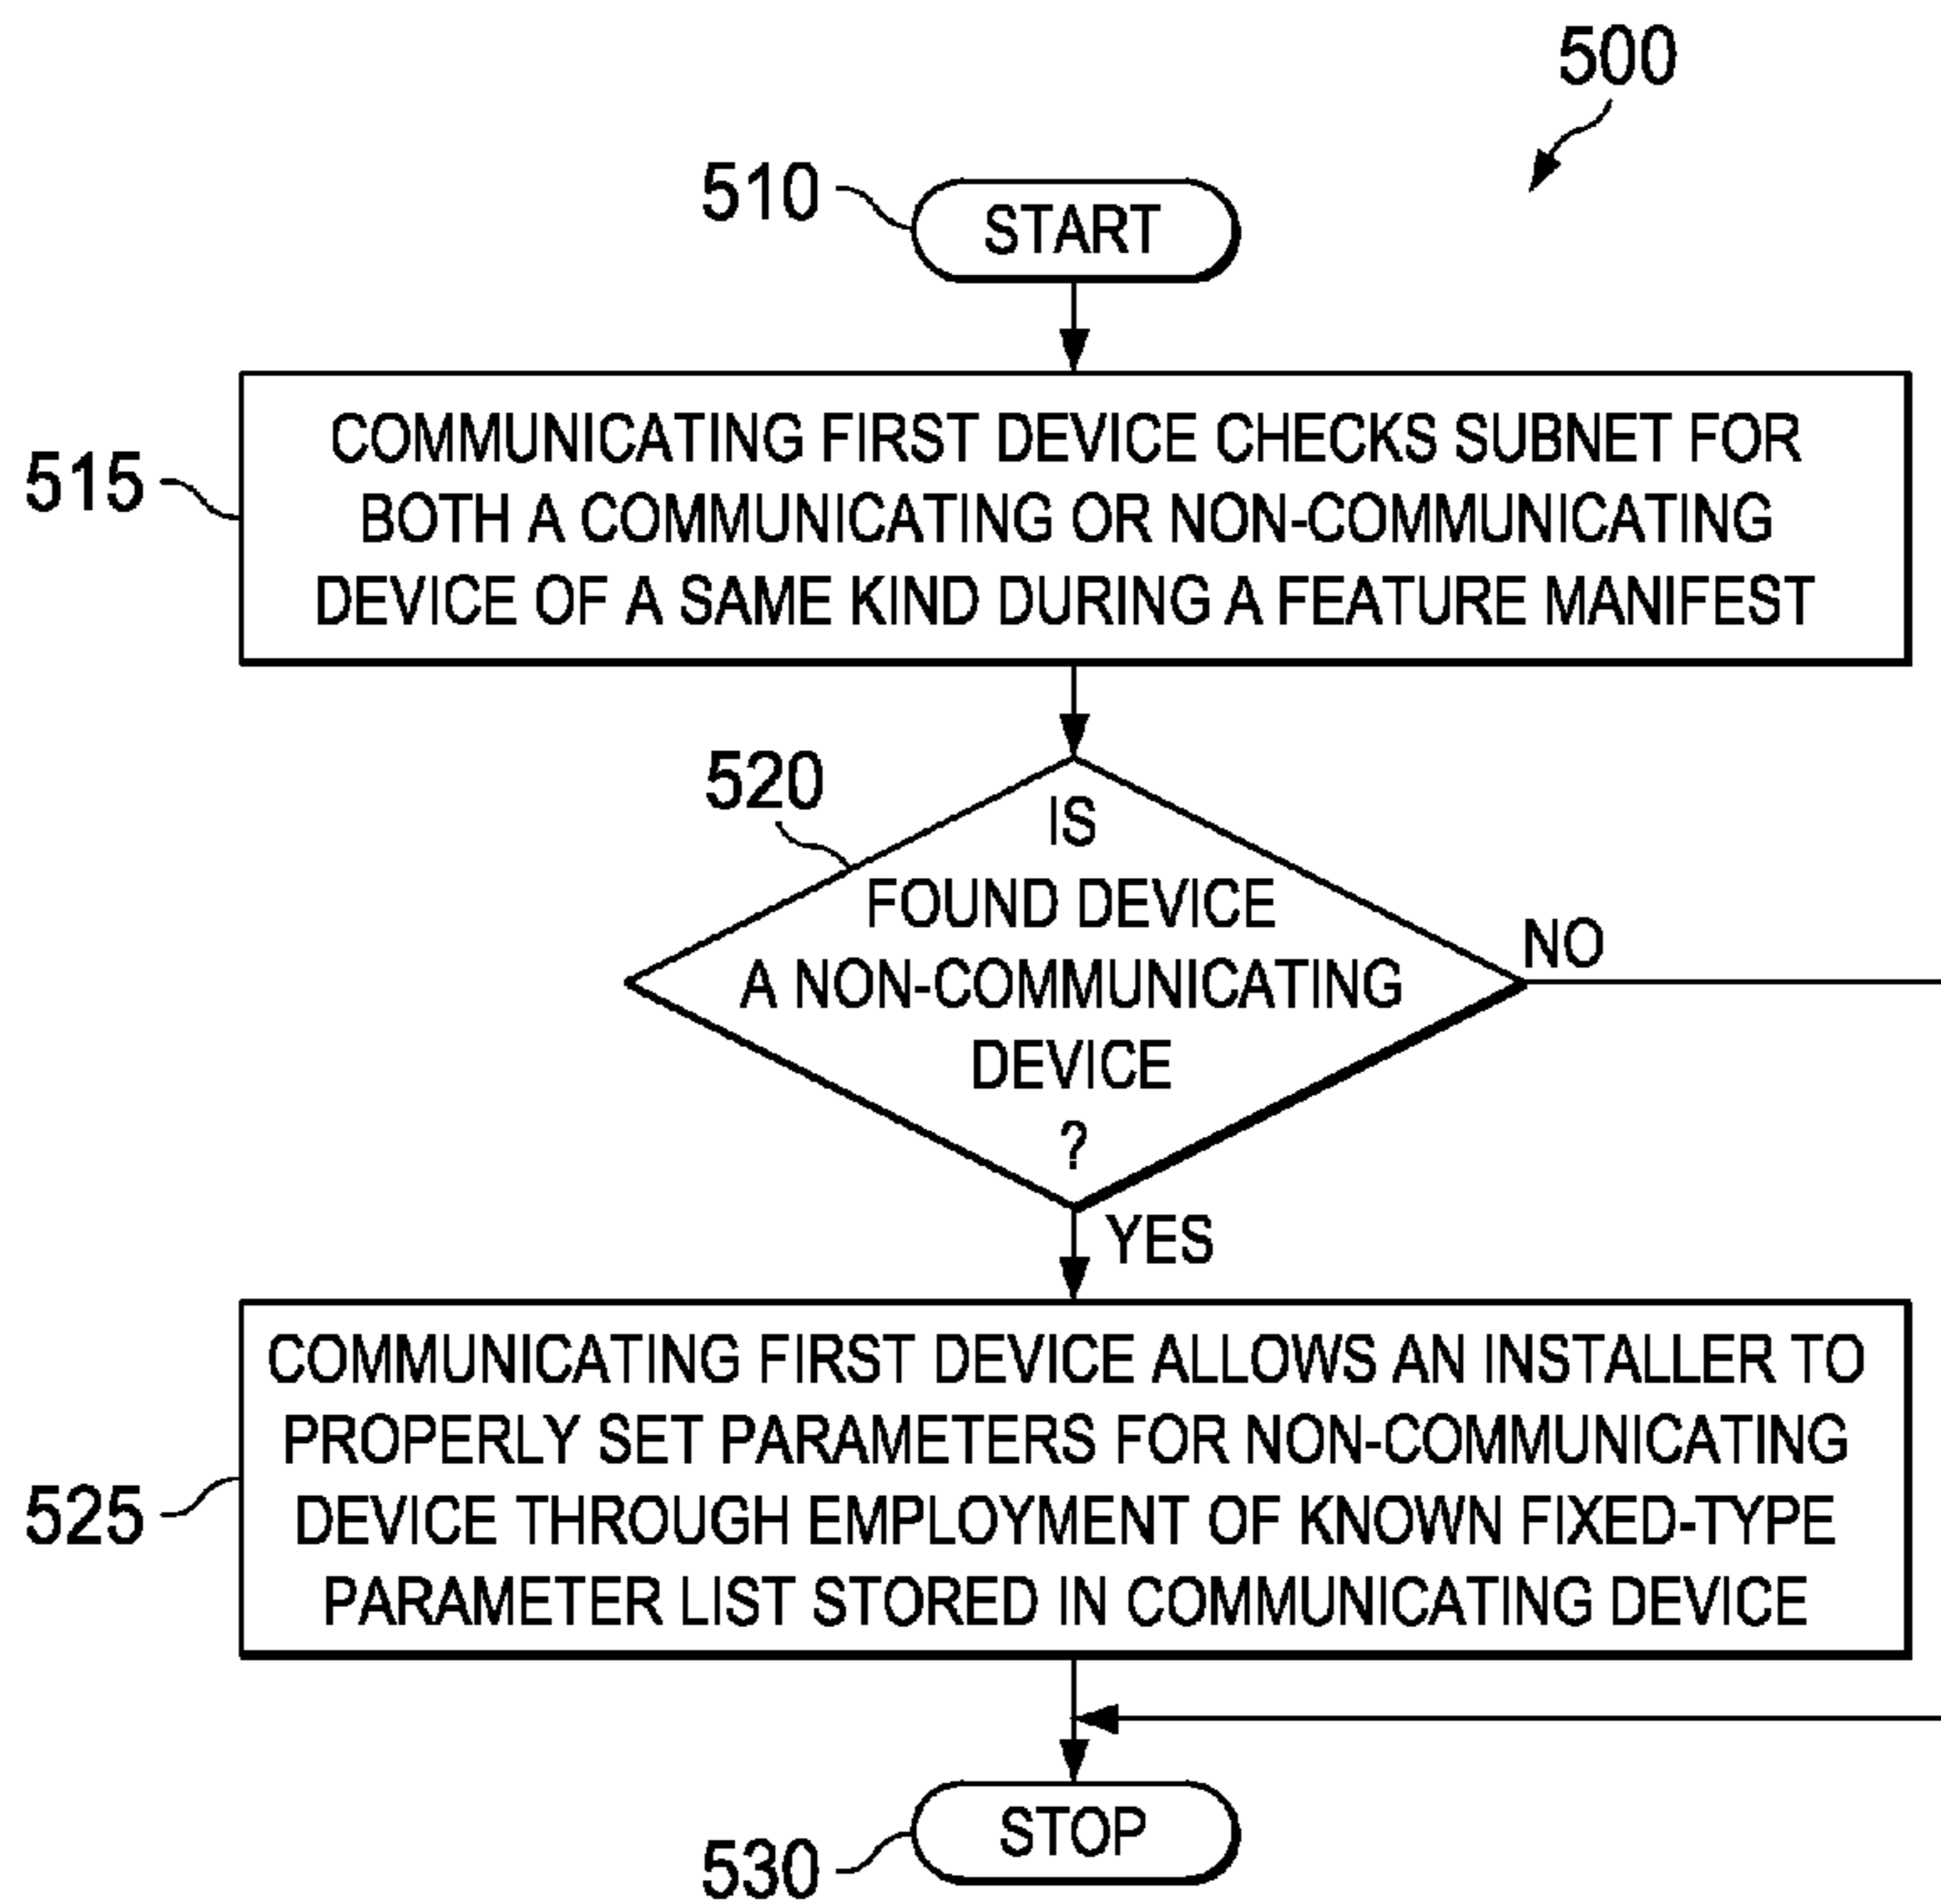 500
510
START
515
COMMUNICATING FIRST DEVICE CHECKS SUBNET FOR
BOTH A COMMUNICATING OR NON-COMMUNICATING
DEVICE OF A SAME KIND DURING A FEATURE MANIFEST
520
IS
FOUND DEVICE
A NON-COMMUNICATING
DEVICE
?
NO
YES
525
COMMUNICATING FIRST DEVICE ALLOWS AN INSTALLER TO
PROPERLY SET PARAMETERS FOR NON-COMMUNICATING
DEVICE THROUGH EMPLOYMENT OF KNOWN FIXED-TYPE
PARAMETER LIST STORED IN COMMUNICATING DEVICE
530
STOP